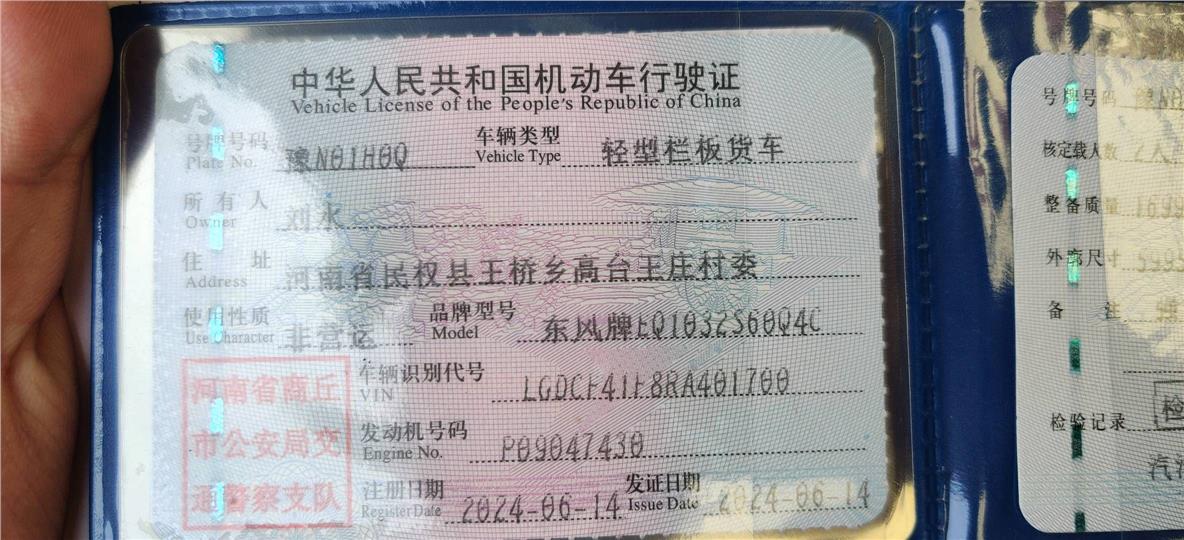 中华人民共和国机动车行驶证
Vehicle License of the People's Republic of China
号牌号码 豫N01H0Q 车辆类型 轻型栏板货车
Plate No. Vehicle Type
所有人 刘永
Owner
住址 河南省民权县王桥乡高台王庄村委
Address
使用性质 非营运 品牌型号 东风牌EQ1032S60Q4C
Use Character Model
河南省商丘
市公安局交
通警察支队
车辆识别代号 LGDCF41F8RA401700
VIN
发动机号码 P09047430
Engine No.
注册日期 2024-06-14 发证日期 2024-06-14
Register Date Issue Date
号牌号码
核定载人数 2人
整备质量
外廓尺寸
备注
检验记录